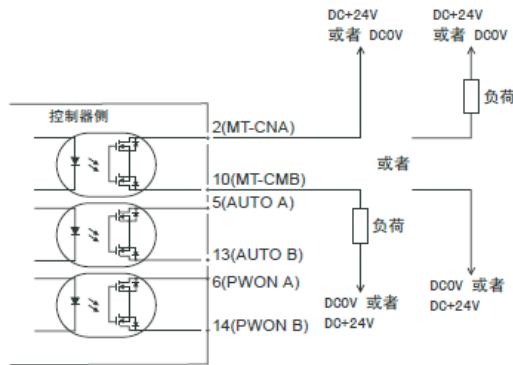 DC+24V
或者 DC0V
DC+24V
或者 DC0V
负荷
控制器侧
2(MT-CNA)
或者
10(MT-CMB)
5(AUTO A)
负荷
13(AUTO B)
6(PWON A)
DC0V 或者
DC+24V
DC0V 或者
DC+24V
14(PWON B)